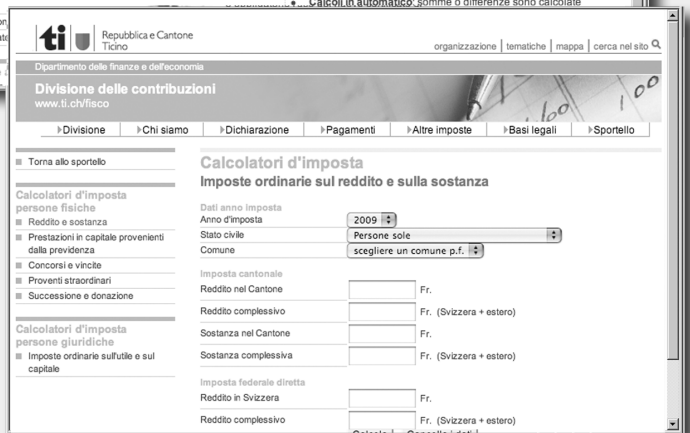 Calcoli in automatico: somme o differenze sono calcolate
ti
Repubblica e Cantone
Ticino
organizzazione | tematiche | mappa | cerca nel sito
Dipartimento delle finanze e dell'economia
Divisione delle contribuzioni
www.ti.ch/fisco
100
Divisione
Chi siamo
Dichiarazione
Pagamenti
Altre imposte
Basi legali
Sportello
Torna allo sportello
Calcolatori d'imposta
persone fisiche
Reddito e sostanza
Prestazioni in capitale provenienti
dalla previdenza
Concorsi e vincite
Proventi straordinari
Successione e donazione
Calcolatori d'imposta
persone giuridiche
Imposte ordinarie sull'utile e sul
capitale
Calcolatori d'imposta
Imposte ordinarie sul reddito e sulla sostanza
Dati anno imposta
Anno d'imposta 2009
Stato civile Persone sole
Comune scegliere un comune p.f.
Imposta cantonale
Reddito nel Cantone Fr.
Reddito complessivo Fr. (Svizzera + estero)
Sostanza nel Cantone Fr.
Sostanza complessiva Fr. (Svizzera + estero)
Imposta federale diretta
Reddito in Svizzera Fr.
Reddito complessivo Fr. (Svizzera + estero)
Calcola Cancella i dati